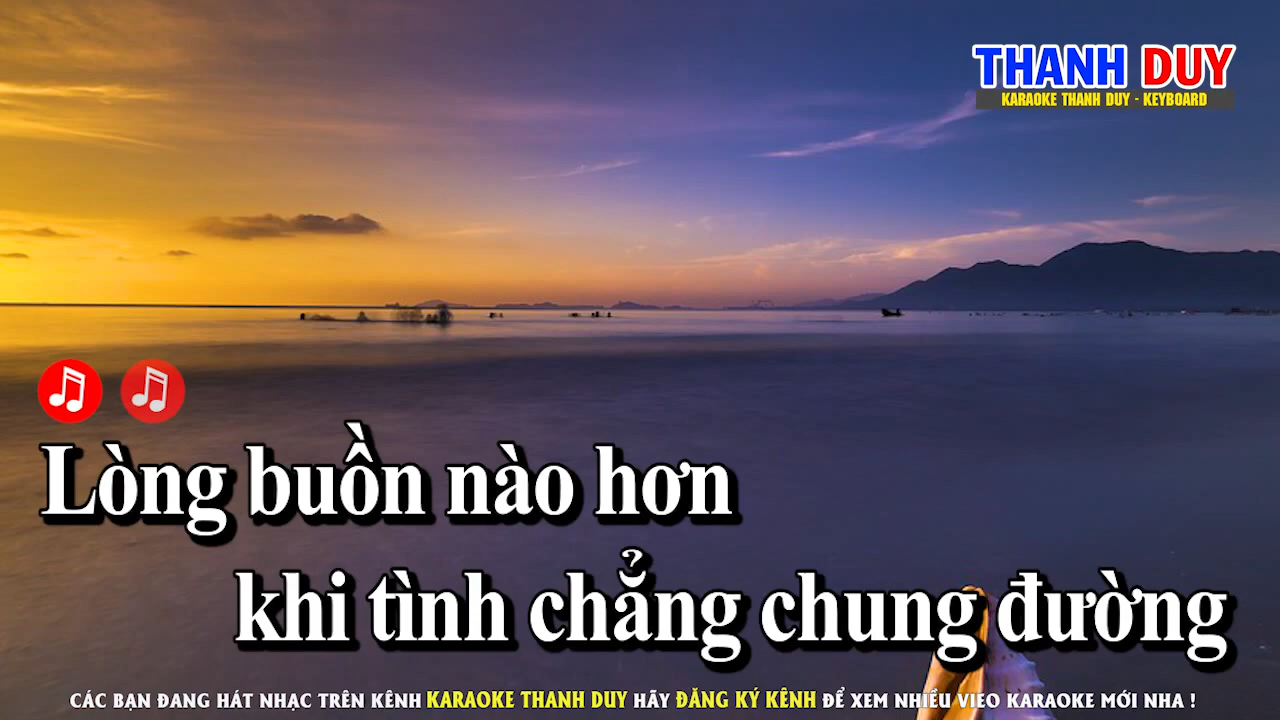 THANH DUY
KARAOKE THANH DUY - KEYBOARD
Lòng buồn nào hơn
khi tình chẳng chung đường
CÁC BẠN ĐANG HÁT NHẠC TRÊN KÊNH KARAOKE THANH DUY HÃY ĐĂNG KÝ KÊNH ĐỂ XEM NHIỀU VIEO KARAOKE MỚI NHA !